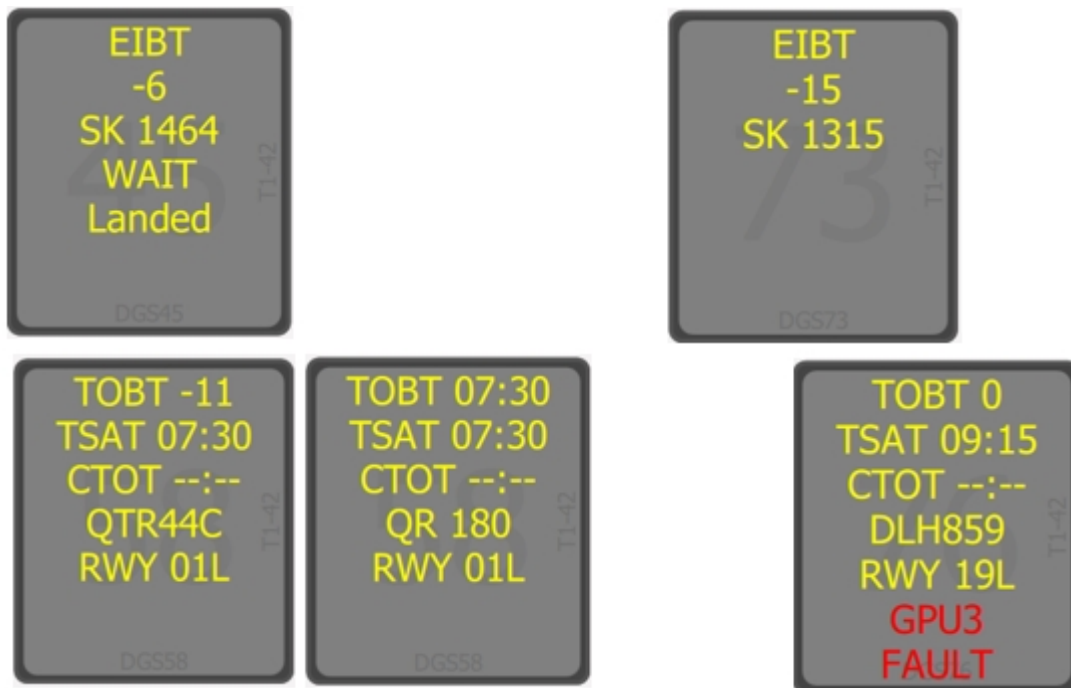 EIBT
-6
SK 1464
WAIT
Landed
45
T1-42
DGS45
EIBT
-15
SK 1315
73
T1-42
DGS73
TOBT -11
TSAT 07:30
CTOT --:--
QTR44C
RWY 01L
T1-42
DGS58
TOBT 07:30
TSAT 07:30
CTOT --:--
QR 180
RWY 01L
T1-42
DGS58
TOBT 0
TSAT 09:15
CTOT --:--
DLH859
RWY 19L
GPU3
FAULT
T1-42